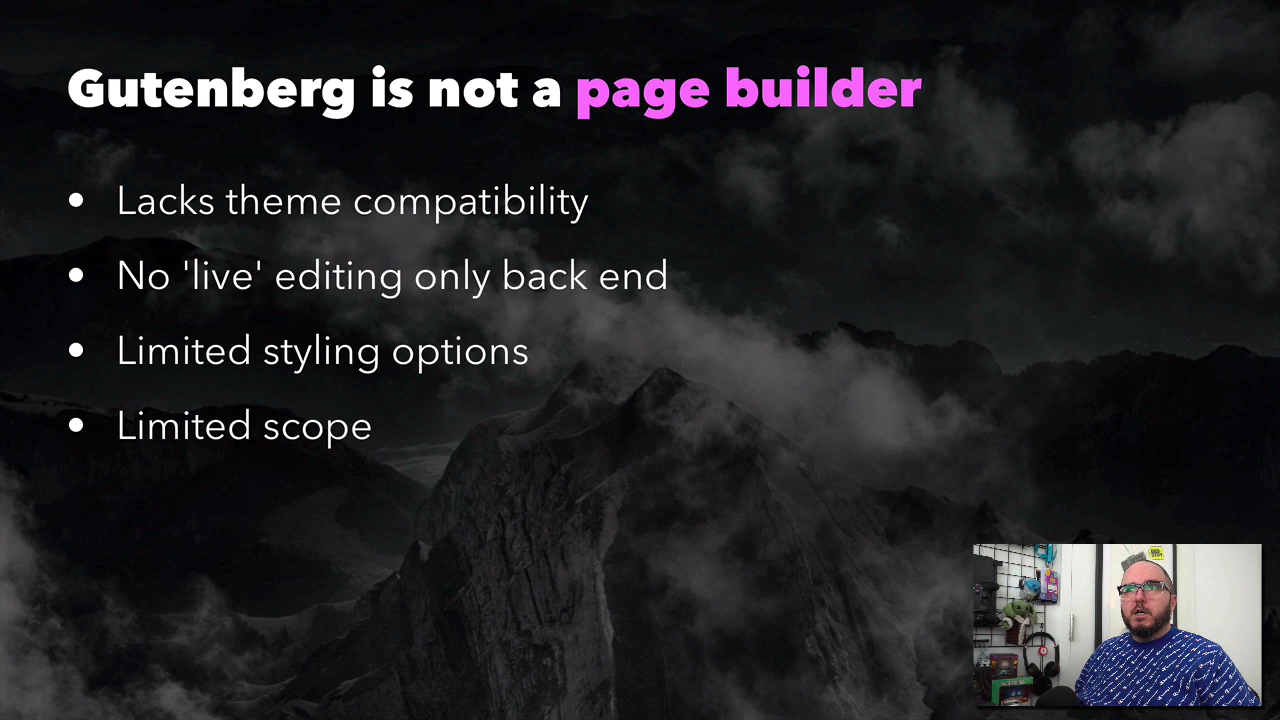 Gutenberg is not a page builder
• Lacks theme compatibility
• No 'live' editing only back end
• Limited styling options
• Limited scope